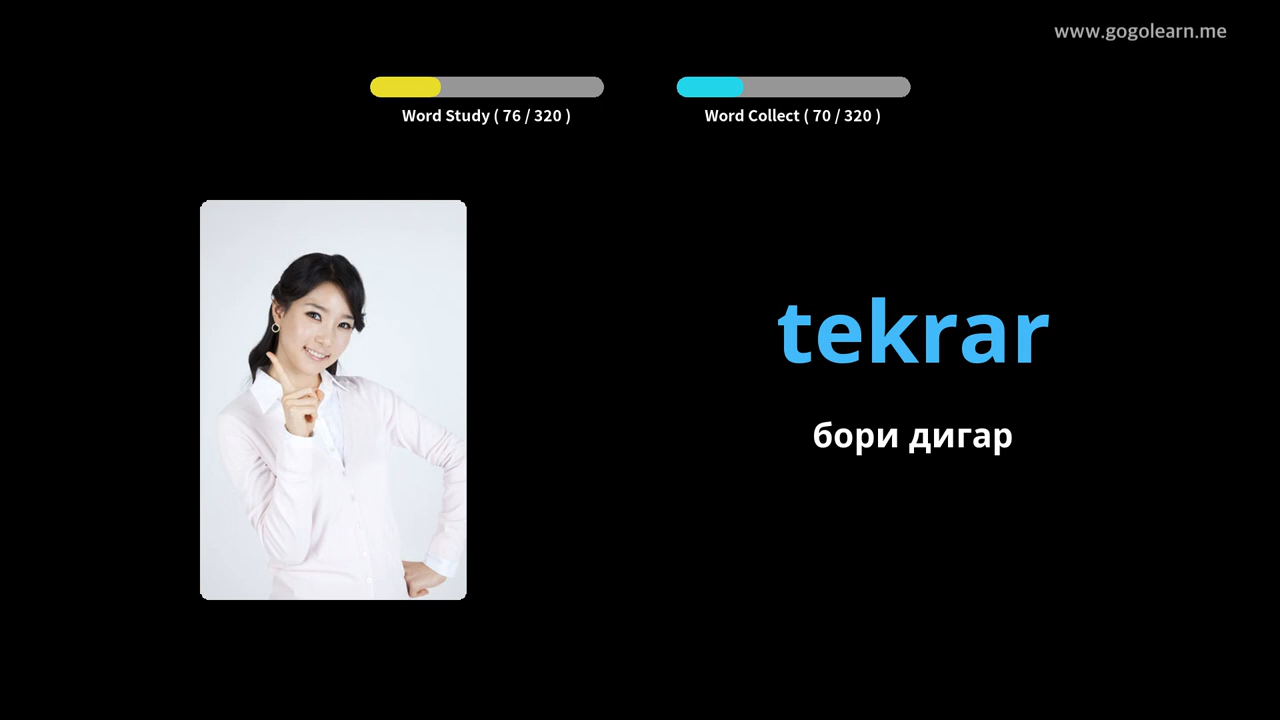 www.gogolearn.me
Word Study ( 76 / 320 )
Word Collect ( 70 / 320 )
tekrar
бори дигар